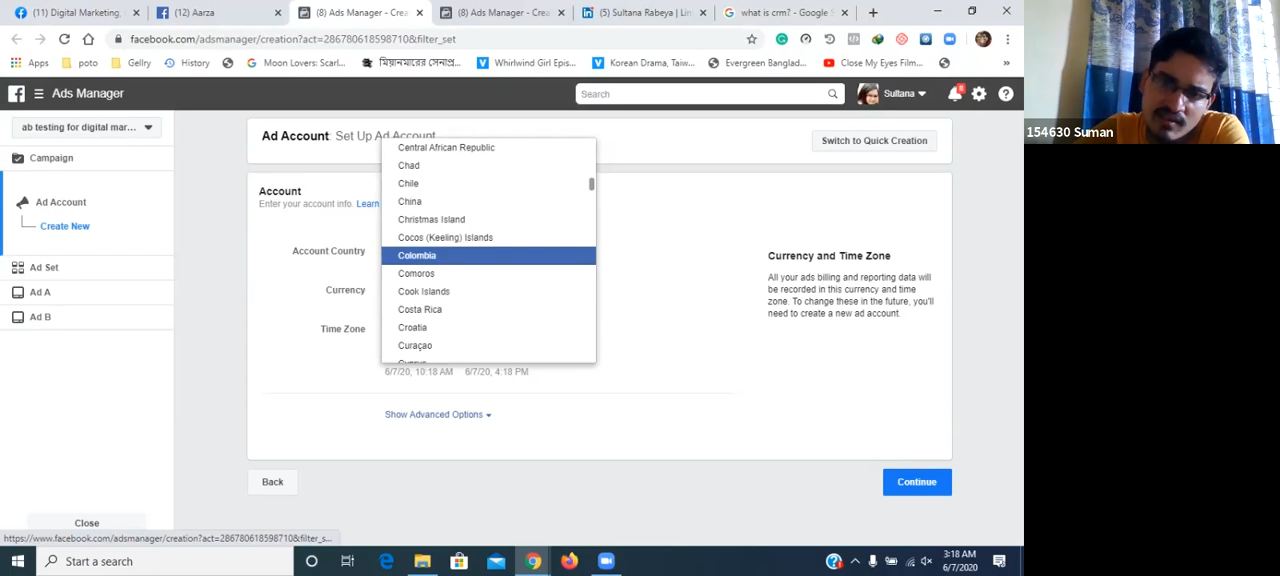 (11) Digital Marketing,
(12) Aarza
(8) Ads Manager - Crea
(8) Ads Manager - Crea
(5) Sultana Rabeya | Lin
what is crm? - Google S
facebook.com/adsmanager/creation?act=286780618598710&filter_set
Apps
poto
Gellry
History
Moon Lovers: Scarl...
মিয়ানমারের সেনাপ্র...
Whirlwind Girl Epis...
Korean Drama, Taiw...
Evergreen Banglad...
Close My Eyes Film...
»
Ads Manager
Search
Sultana
8
ab testing for digital mar...
Campaign
Ad Account
Create New
Ad Set
Ad A
Ad B
Close
Ad Account: Set Up Ad Account
Switch to Quick Creation
Account
Enter your account info. Learn
Account Country
Currency
Time Zone
Central African Republic
Chad
Chile
China
Christmas Island
Cocos (Keeling) Islands
Colombia
Comoros
Cook Islands
Costa Rica
Croatia
Curaçao
6/7/20, 10:18 AM 6/7/20, 4:18 PM
Show Advanced Options
Currency and Time Zone
All your ads billing and reporting data will
be recorded in this currency and time
zone. To change these in the future, you'll
need to create a new ad account.
Back
Continue
https://www.facebook.com/adsmanager/creation?act=286780618598710&filter_s...
Start a search
3:18 AM
6/7/2020
154630 Suman